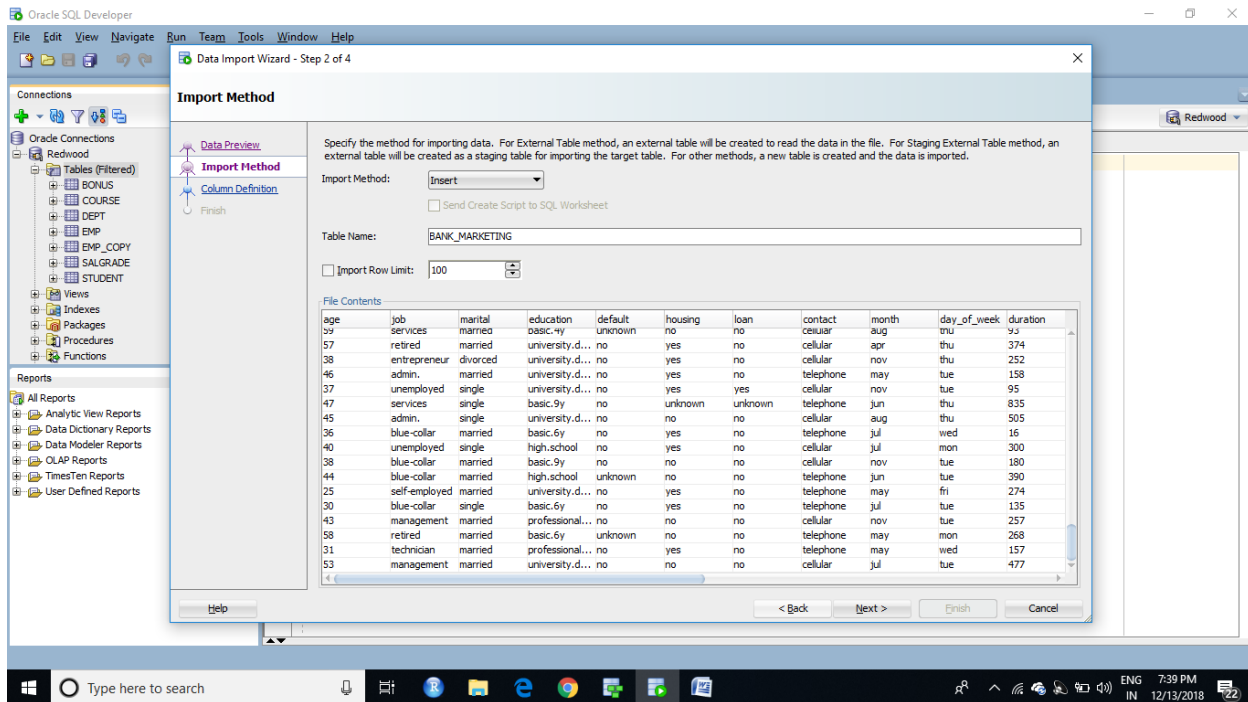 Oracle SQL Developer
File Edit View Navigate Run Team Tools Window Help
Data Import Wizard - Step 2 of 4
Connections
Import Method
Redwood
Oracle Connections
Redwood
Tables (Filtered)
BONUS
COURSE
DEPT
EMP
EMP_COPY
SALGRADE
STUDENT
Views
Indexes
Packages
Procedures
Functions
Reports
All Reports
Analytic View Reports
Data Dictionary Reports
Data Modeler Reports
OLAP Reports
TimesTen Reports
User Defined Reports
Data Preview
Import Method
Column Definition
Finish
Specify the method for importing data. For External Table method, an external table will be created to read the data in the file. For Staging External Table method, an
external table will be created as a staging table for importing the target table. For other methods, a new table is created and the data is imported.
Import Method: Insert
Send Create Script to SQL Worksheet
Table Name: BANK_MARKETING
Import Row Limit: 100
File Contents
age job marital education default housing loan contact month day_of_week duration
59 services married basic.4y unknown no no cellular aug thu 93
57 retired married university.d... no yes no cellular apr thu 374
38 entrepreneur divorced university.d... no yes no cellular nov thu 252
46 admin. married university.d... no yes no telephone may tue 158
37 unemployed single university.d... no yes yes cellular nov tue 95
47 services single basic.9y no unknown unknown telephone jun thu 835
45 admin. single university.d... no no no cellular aug thu 505
36 blue-collar married basic.6y no yes no telephone jul wed 16
40 unemployed single high.school no yes no cellular jul mon 300
38 blue-collar married basic.9y no no no cellular nov tue 180
44 blue-collar married high.school unknown no no telephone jun tue 390
25 self-employed married university.d... no yes no telephone may fri 274
30 blue-collar single basic.6y no yes no telephone jul tue 135
43 management married professional... no no no cellular nov tue 257
58 retired married basic.6y unknown no no telephone may mon 268
31 technician married professional... no yes no telephone may wed 157
53 management married university.d... no no no cellular jul tue 477
Help < Back Next > Finish Cancel
Type here to search
ENG 7:39 PM
IN 12/13/2018
22